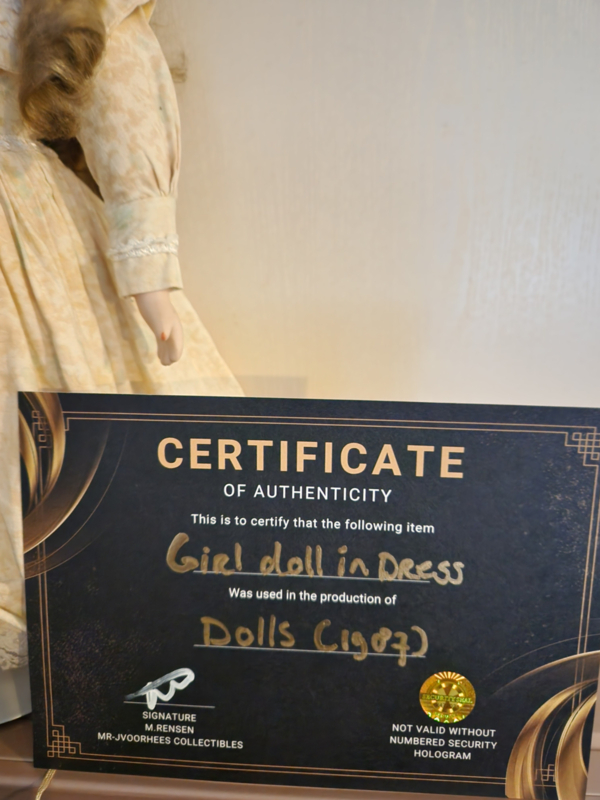 CERTIFICATE
OF AUTHENTICITY
This is to certify that the following item
Girl doll in Dress
Was used in the production of
Dolls (1987)
SIGNATURE
M.RENSEN
MR-JVOORHEES COLLECTIBLES
NOT VALID WITHOUT
NUMBERED SECURITY
HOLOGRAM